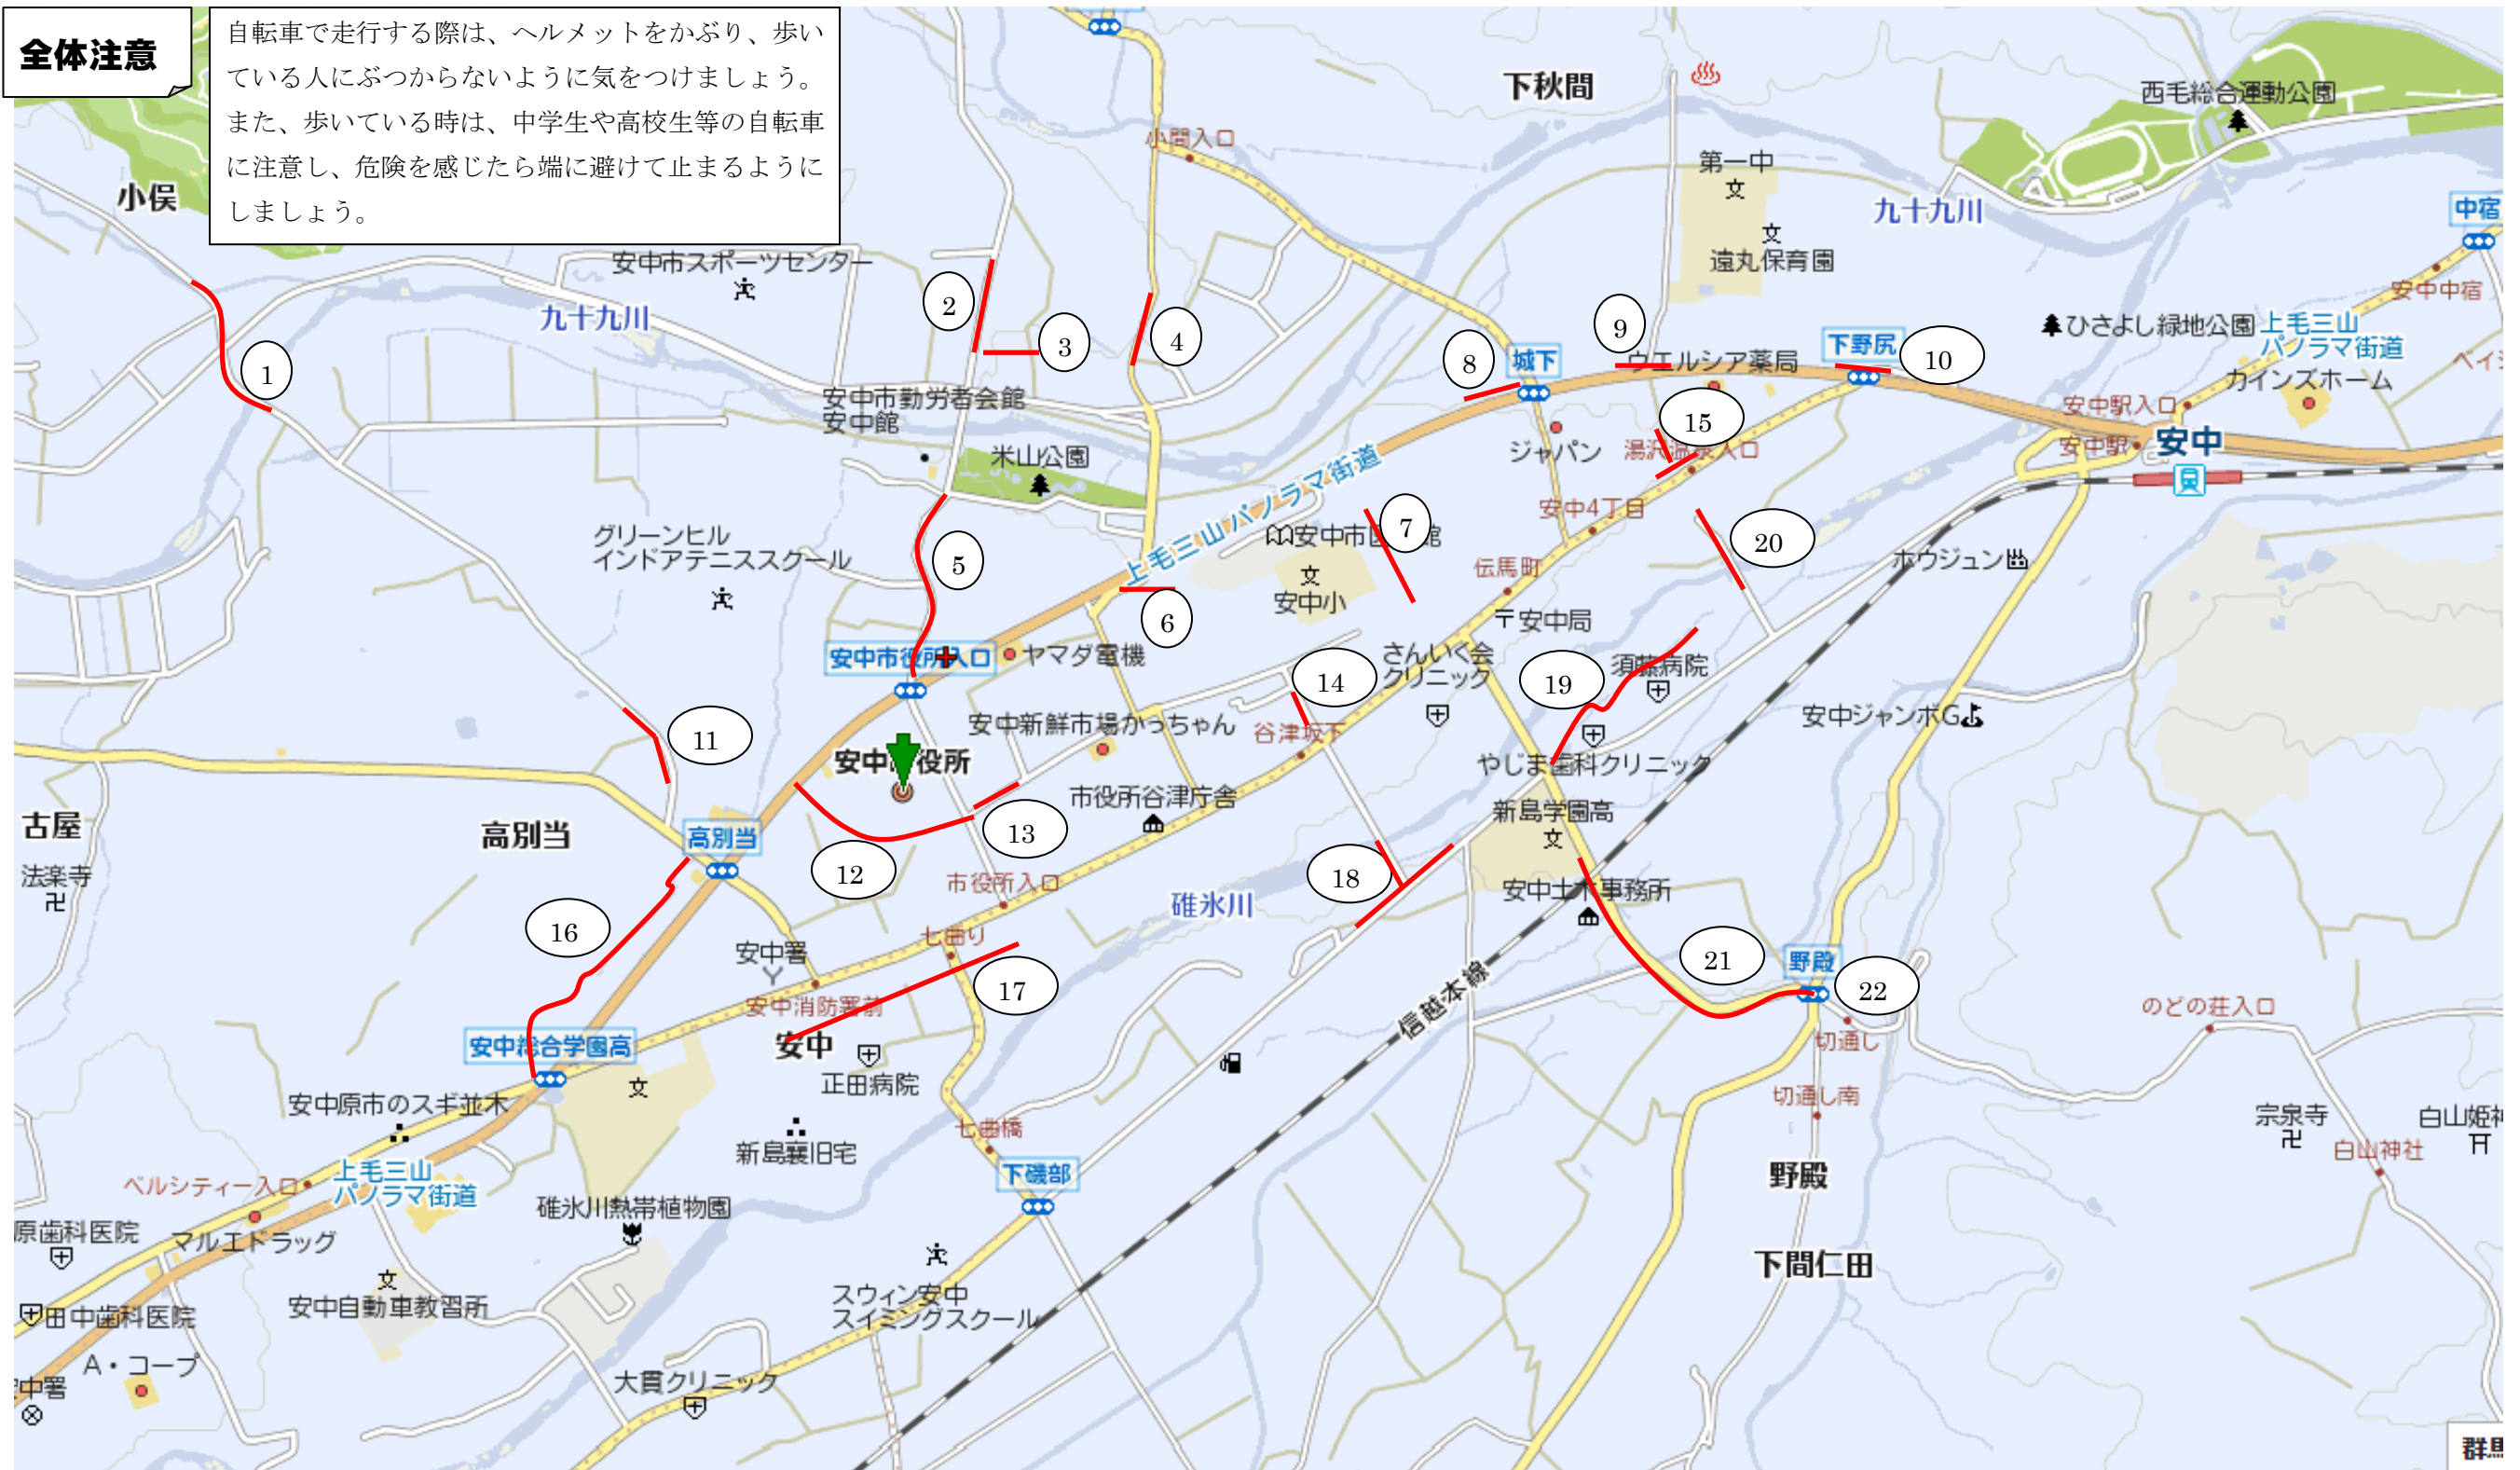 全体注意
自転車で走行する際は、ヘルメットをかぶり、歩い
ている人にぶつからないように気をつけましょう。
また、歩いている時は、中学生や高校生等の自転車
に注意し、危険を感じたら端に避けて止まるように
しましょう。
下秋間
西毛総合運動公園
小間入口
第一中
小俣
九十九川
中宿
遠丸保育園
安中市スポーツセンター
安中中宿
九十九川
2
3
4
9
ひさよし緑地公園
上毛三山
パノラマ街道
下野尻
10
城下
8
ウエルシア薬局
カインズホーム
1
安中市勤労者会館
安中館
安中駅入口
15
安中駅
安中
米山公園
ジャパン
上毛三山パノラマ街道
安中4丁目
7
20
グリーンヒル
インドアテニススクール
5
伝馬町
ホウジュン
安中小
6
安中局
安中市役所入口
ヤマダ電機
さんいく会
クリニック
須藤病院
14
19
11
安中新鮮市場かっちゃん
谷津坂下
安中ジャンボG
やじま歯科クリニック
市役所谷津庁舎
新島学園高
古屋
高別当
高別当
13
12
法楽寺
市役所入口
18
安中土木事務所
碓氷川
16
七曲り
安中署
17
21
野殿
22
安中消防署前
信越本線
のどの荘入口
安中総合学園高
安中
切通し
正田病院
安中原市のスギ並木
切通し南
宗泉寺
七曲橋
新島襄旧宅
白山神社
ベルシティー入口
上毛三山
パノラマ街道
下磯部
野殿
碓氷川熱帯植物園
原歯科医院
マルエドラッグ
下間仁田
安中自動車教習所
スウィン安中
スイミングスクール
田中歯科医院
A・コープ
中署
大貫クリニック